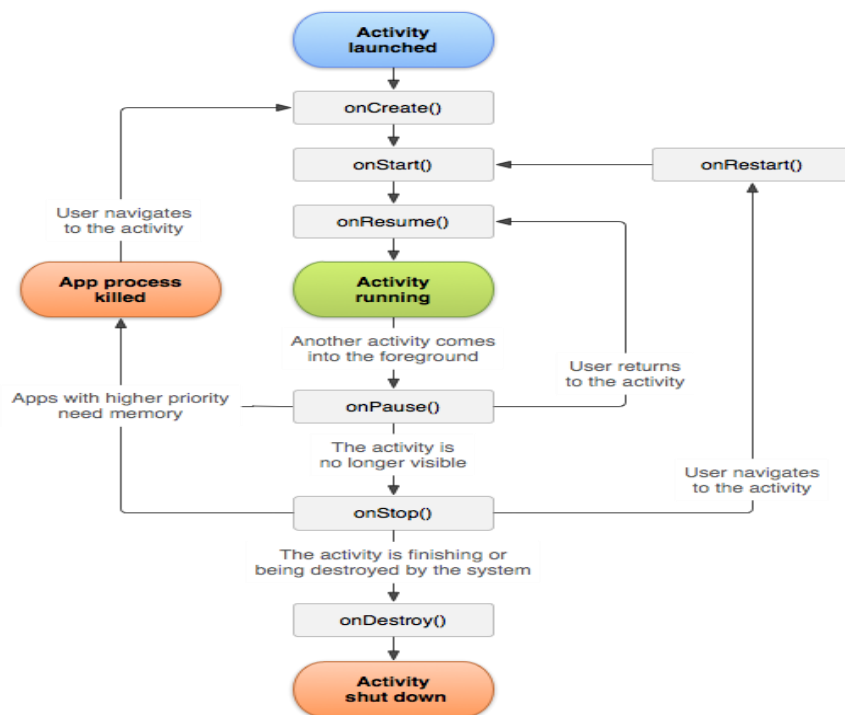 Activity
launched
onCreate()
onStart()
onRestart()
User navigates
to the activity
onResume()
App process
killed
Activity
running
Another activity comes
into the foreground
User returns
to the activity
Apps with higher priority
need memory
onPause()
The activity is
no longer visible
User navigates
to the activity
onStop()
The activity is finishing or
being destroyed by the system
onDestroy()
Activity
shut down